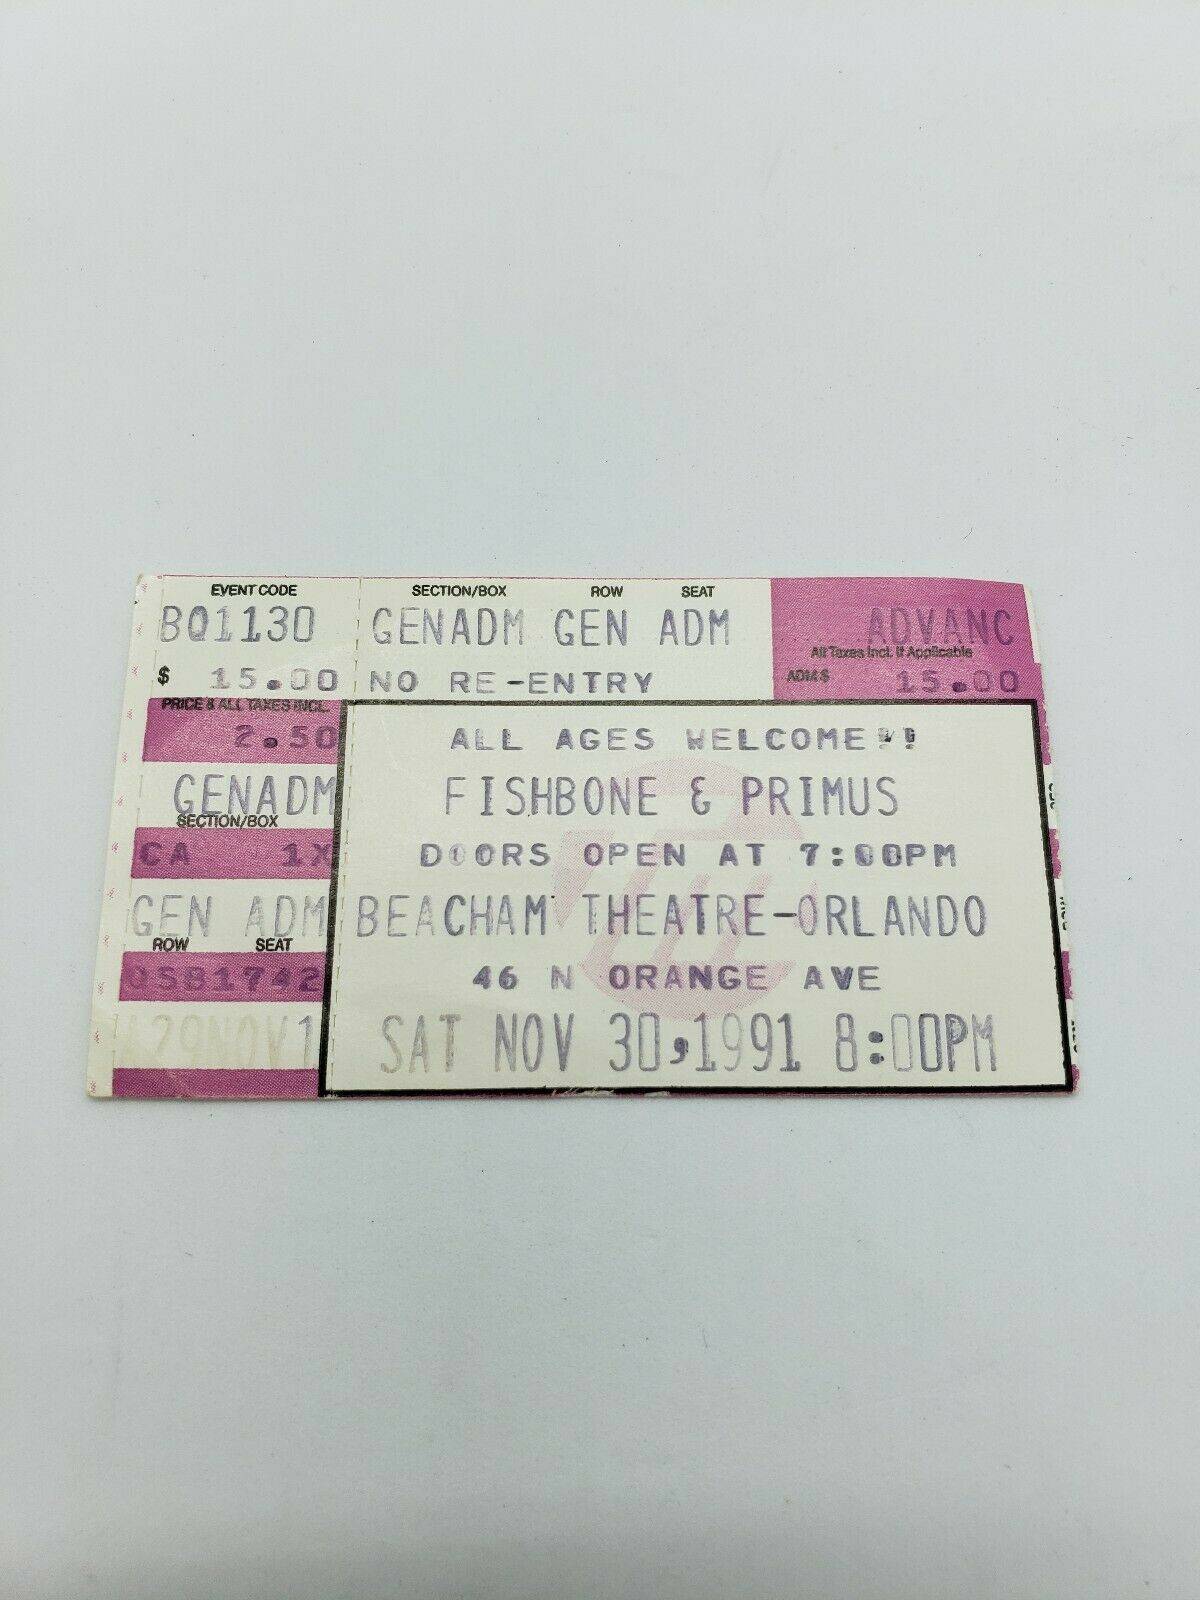 EVENT CODE SECTION/BOX ROW SEAT
BQ1130 GENADM GEN ADM ADVANC
All Taxes Incl. If Applicable
$ 15.00 NO RE-ENTRY ADM $ 15.00
PRICE & ALL TAXES INCL.
2.50 ALL AGES WELCOME!!
GENADM FISHBONE & PRIMUS
SECTION/BOX
CA 1X DOORS OPEN AT 7:00PM
GEN ADM BEACHAM THEATRE-ORLANDO
ROW SEAT
QSB1742 46 N ORANGE AVE
29NOV1 SAT NOV 30,1991 8:00PM